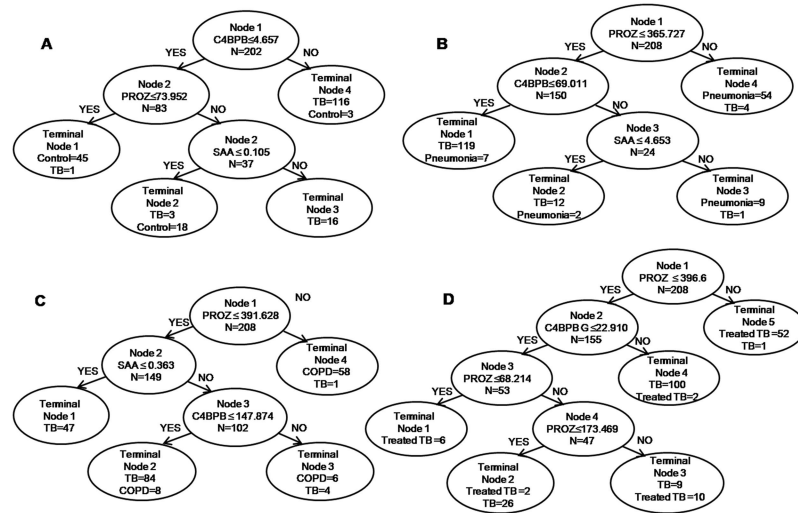 A
Node 1
C4BPB≤4.657
N=202
YES
NO
Node 2
PROZ≤73.952
N=83
Terminal
Node 4
TB=116
Control=3
YES
NO
Terminal
Node 1
Control=45
TB=1
Node 2
SAA ≤ 0.105
N=37
YES
NO
Terminal
Node 2
TB=3
Control=18
Terminal
Node 3
TB=16
B
Node 1
PROZ ≤ 365.727
N=208
YES
NO
Node 2
C4BPB≤69.011
N=150
Terminal
Node 4
Pneumonia=54
TB=4
YES
NO
Terminal
Node 1
TB=119
Pneumonia=7
Node 3
SAA ≤ 4.653
N=24
YES
NO
Terminal
Node 2
TB=12
Pneumonia=2
Terminal
Node 3
Pneumonia=9
TB=1
C
Node 1
PROZ≤391.628
N=208
YES
NO
Node 2
SAA ≤0.363
N=149
Terminal
Node 4
COPD=58
TB=1
YES
NO
Terminal
Node 1
TB=47
Node 3
C4BPB ≤147.874
N=102
YES
NO
Terminal
Node 2
TB=84
COPD=8
Terminal
Node 3
COPD=6
TB=4
D
Node 1
PROZ ≤396.6
N=208
YES
NO
Node 2
C4BPB G ≤22.910
N=155
Terminal
Node 5
Treated TB=52
TB=1
YES
NO
Node 3
PROZ≤68.214
N=53
Terminal
Node 4
TB=100
Treated TB=2
YES
NO
Terminal
Node 1
Treated TB=6
Node 4
PROZ≤173.469
N=47
YES
NO
Terminal
Node 2
Treated TB=2
TB=26
Terminal
Node 3
TB=9
Treated TB=10